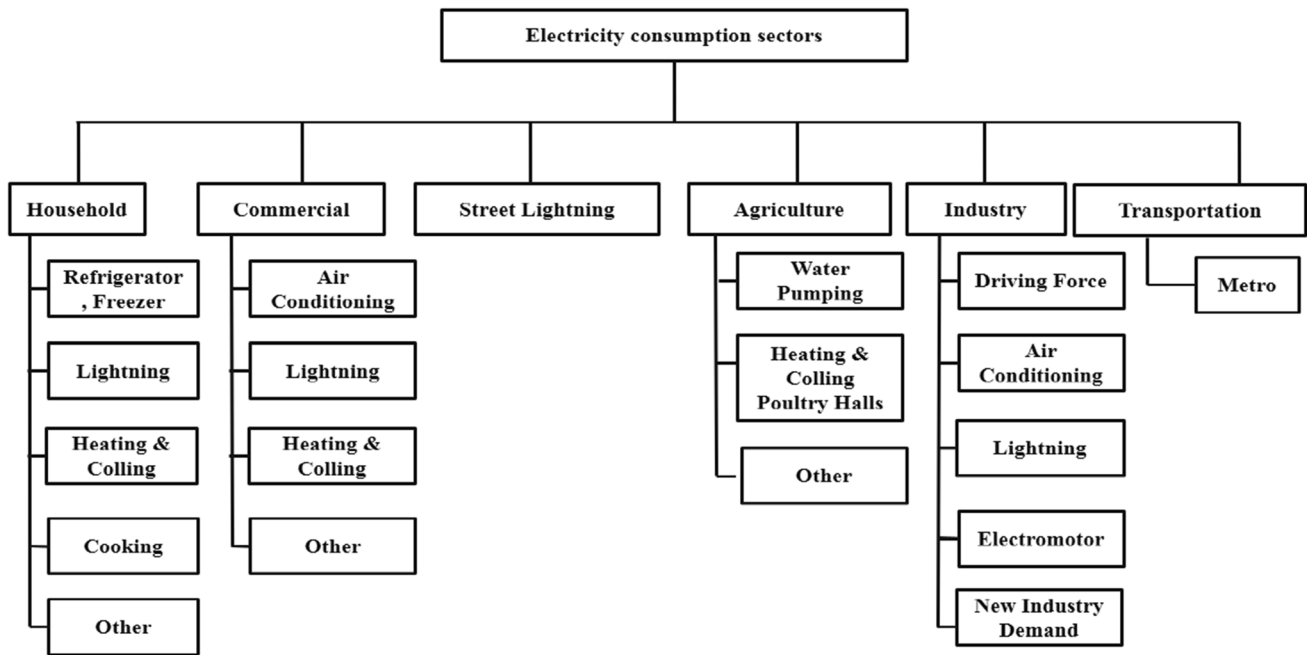 Electricity consumption sectors
Household
Commercial
Street Lightning
Agriculture
Industry
Transportation
Refrigerator
, Freezer
Lightning
Heating &
Colling
Cooking
Other
Air
Conditioning
Lightning
Heating &
Colling
Other
Water
Pumping
Heating &
Colling
Poultry Halls
Other
Driving Force
Air
Conditioning
Lightning
Electromotor
New Industry
Demand
Metro